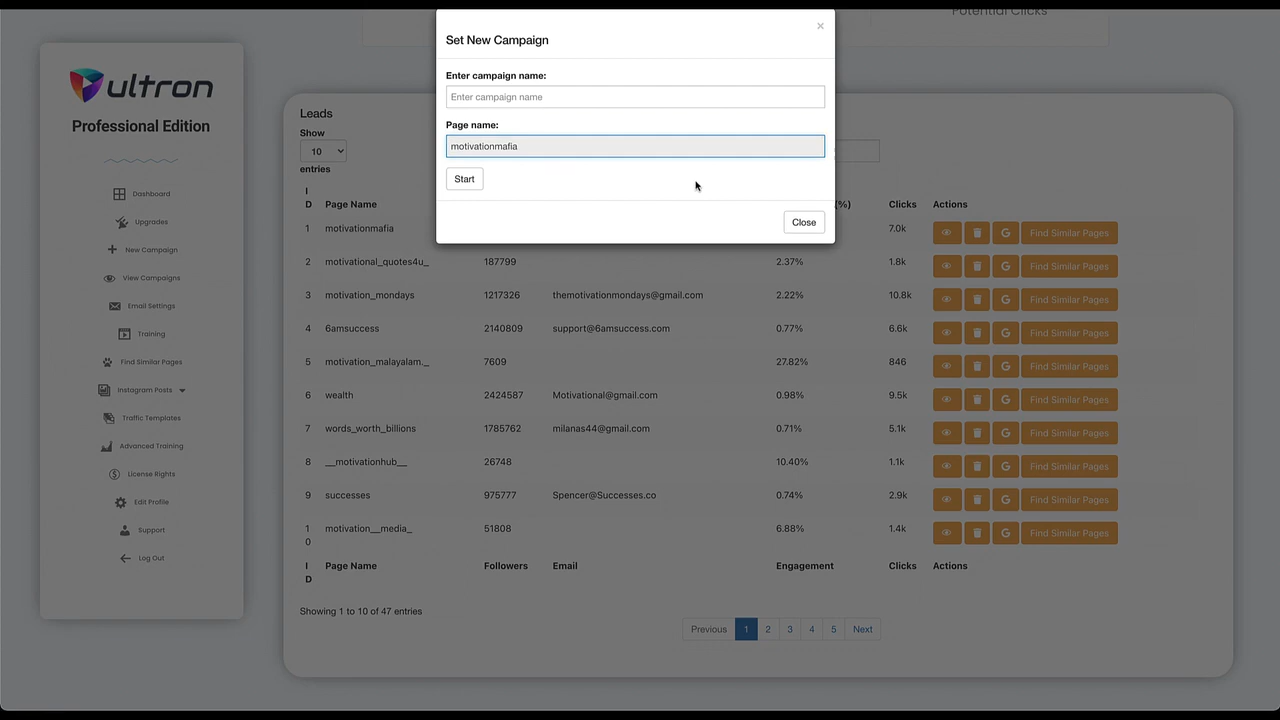 Potential Clicks
ultron
Professional Edition
Dashboard
Upgrades
New Campaign
View Campaigns
Email Settings
Training
Find Similar Pages
Instagram Posts
Traffic Templates
Advanced Training
License Rights
Edit Profile
Support
Log Out
×
Set New Campaign
Enter campaign name:
Enter campaign name
Page name:
motivationmafia
Start
Close
Leads
Show
10
entries
ID Page Name (%) Clicks Actions
1 motivationmafia 7.0k G Find Similar Pages
2 motivational_quotes4u_ 187799 2.37% 1.8k G Find Similar Pages
3 motivation_mondays 1217326 themotivationmondays@gmail.com 2.22% 10.8k G Find Similar Pages
4 6amsuccess 2140809 support@6amsuccess.com 0.77% 6.6k G Find Similar Pages
5 motivation_malayalam._ 7609 27.82% 846 G Find Similar Pages
6 wealth 2424587 Motivational@gmail.com 0.98% 9.5k G Find Similar Pages
7 words_worth_billions 1785762 milanas44@gmail.com 0.71% 5.1k G Find Similar Pages
8 __motivationhub__ 26748 10.40% 1.1k G Find Similar Pages
9 successes 975777 Spencer@Successes.co 0.74% 2.9k G Find Similar Pages
10 motivation__media_ 51808 6.88% 1.4k G Find Similar Pages
ID Page Name Followers Email Engagement Clicks Actions
Showing 1 to 10 of 47 entries
Previous 1 2 3 4 5 Next